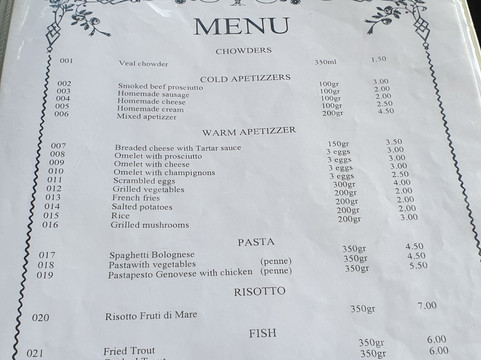 MENU
CHOWDERS
001 Veal chowder 350ml 1.50
COLD APETIZZERS
002 Smoked beef prosciutto 100gr 3.00
003 Homemade sausage 100gr 2.00
004 Homemade cheese 100gr 2.00
005 Homemade cream 100gr 2.50
006 Mixed apetizzer 200gr 4.50
WARM APETIZZER
007 Breaded cheese with Tartar sauce 150gr 3.50
008 Omelet with prosciutto 3 eggs 3.00
009 Omelet with cheese 3 eggs 3.00
010 Omelet with champignons 3 eggs 3.00
011 Scrambled eggs 3 eggs 2.50
012 Grilled vegetables 300gr 4.00
013 French fries 200gr 2.00
014 Salted potatoes 200gr 2.00
015 Rice 200gr 2.00
016 Grilled mushrooms 200gr 3.00
PASTA
017 Spaghetti Bolognese 350gr 4.50
018 Pastawith vegetables (penne) 350gr 4.50
019 Pastapesto Genovese with chicken (penne) 350gr 5.50
RISOTTO
020 Risotto Fruti di Mare 350gr 7.00
FISH
021 Fried Trout 350gr 6.00
350gr 6.00